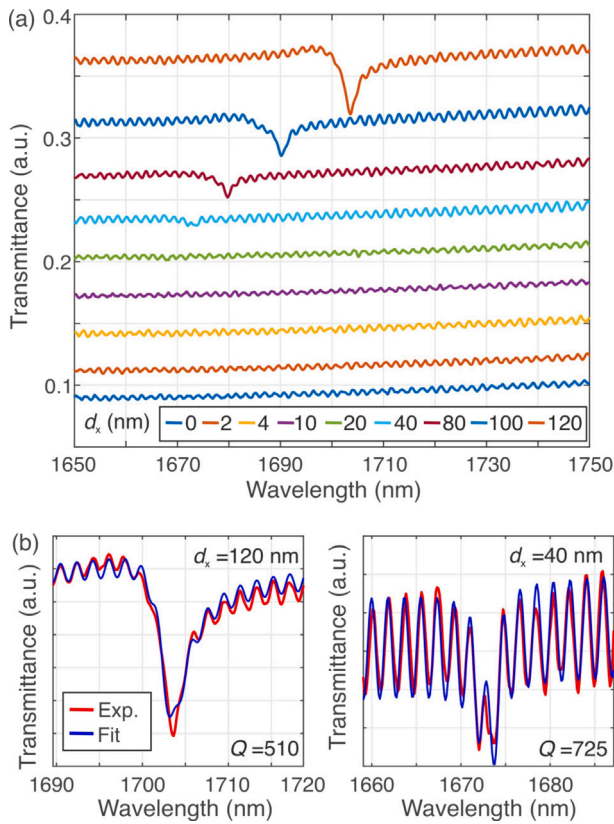 (a)
0.4
0.3
0.2
0.1
Transmittance (a.u.)
dₓ (nm) 0 2 4 10 20 40 80 100 120
1650 1670 1690 1710 1730 1750
Wavelength (nm)
(b)
Transmittance (a.u.)
dₓ =120 nm
Exp.
Fit
Q =510
1690 1700 1710 1720
Wavelength (nm)
Transmittance (a.u.)
dₓ =40 nm
Q =725
1660 1670 1680
Wavelength (nm)